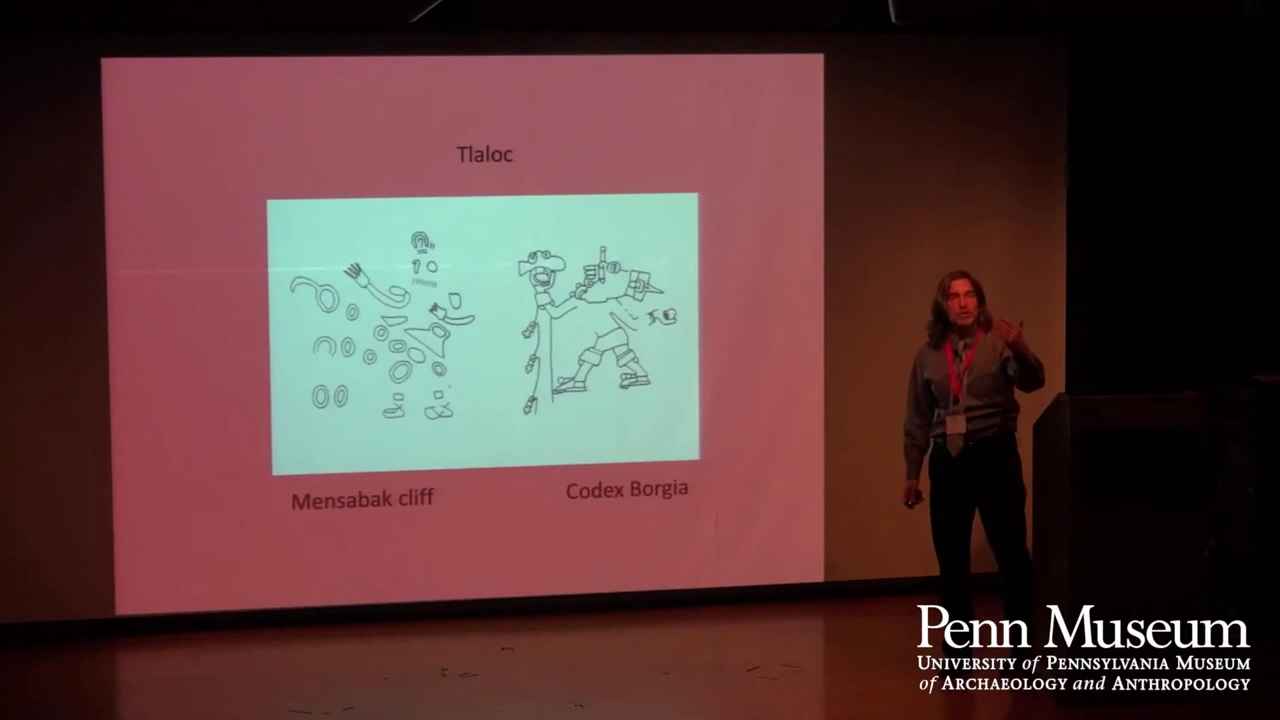 Tlaloc
Mensabak cliff
Codex Borgia
Penn Museum
UNIVERSITY of PENNSYLVANIA MUSEUM
of ARCHAEOLOGY and ANTHROPOLOGY